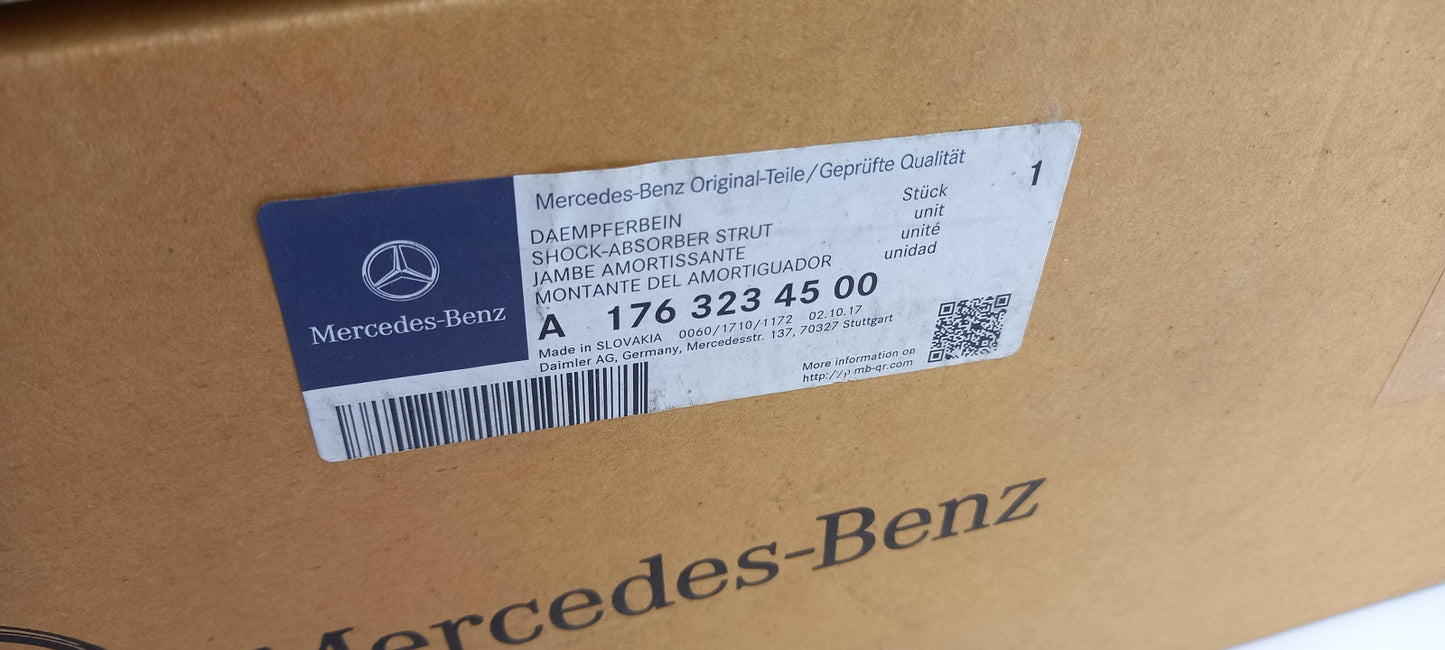 Mercedes-Benz Original-Teile/Geprüfte Qualität
1
DAEMPFERBEIN
Stück
SHOCK-ABSORBER STRUT
unit
JAMBE AMORTISSANTE
unité
MONTANTE DEL AMORTIGUADOR
unidad
A 176 323 45 00
Made in SLOVAKIA 0060/1710/1172 02.10.17
Daimler AG, Germany, Mercedesstr. 137, 70327 Stuttgart
More information on
http://p.mb-qr.com
Mercedes-Benz
Mercedes-Benz